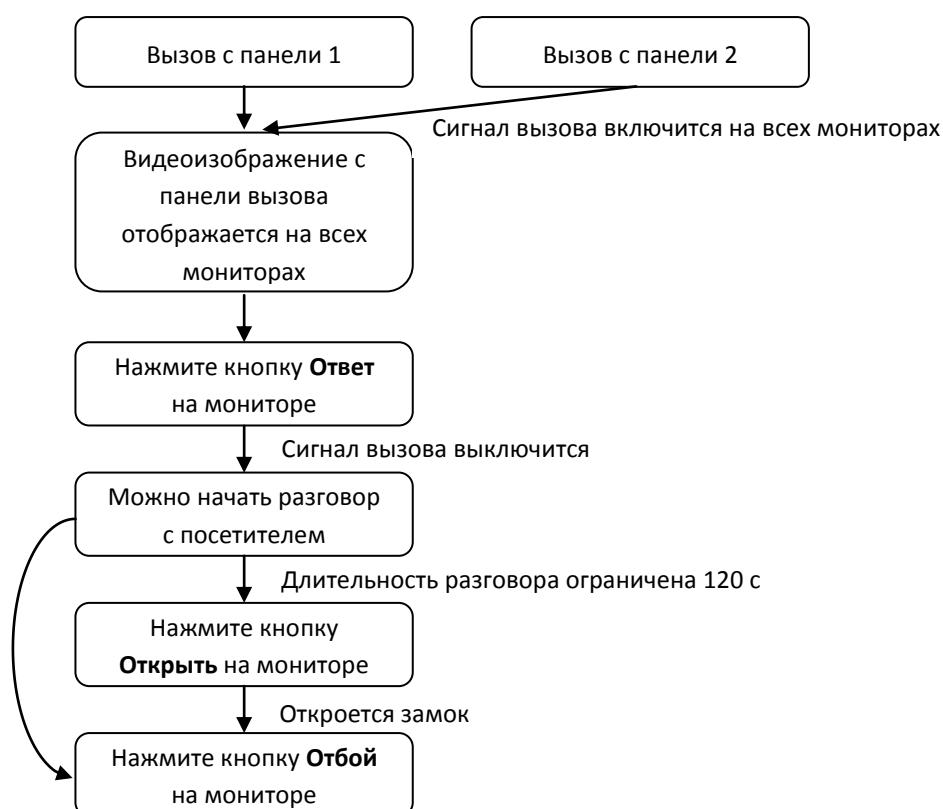 Вызов с панели 1
Вызов с панели 2
Сигнал вызова включится на всех мониторах
Видеоизображение с
панели вызова
отображается на всех
мониторах
Нажмите кнопку Ответ
на мониторе
Сигнал вызова выключится
Можно начать разговор
с посетителем
Длительность разговора ограничена 120 с
Нажмите кнопку
Открыть на мониторе
Откроется замок
Нажмите кнопку Отбой
на мониторе